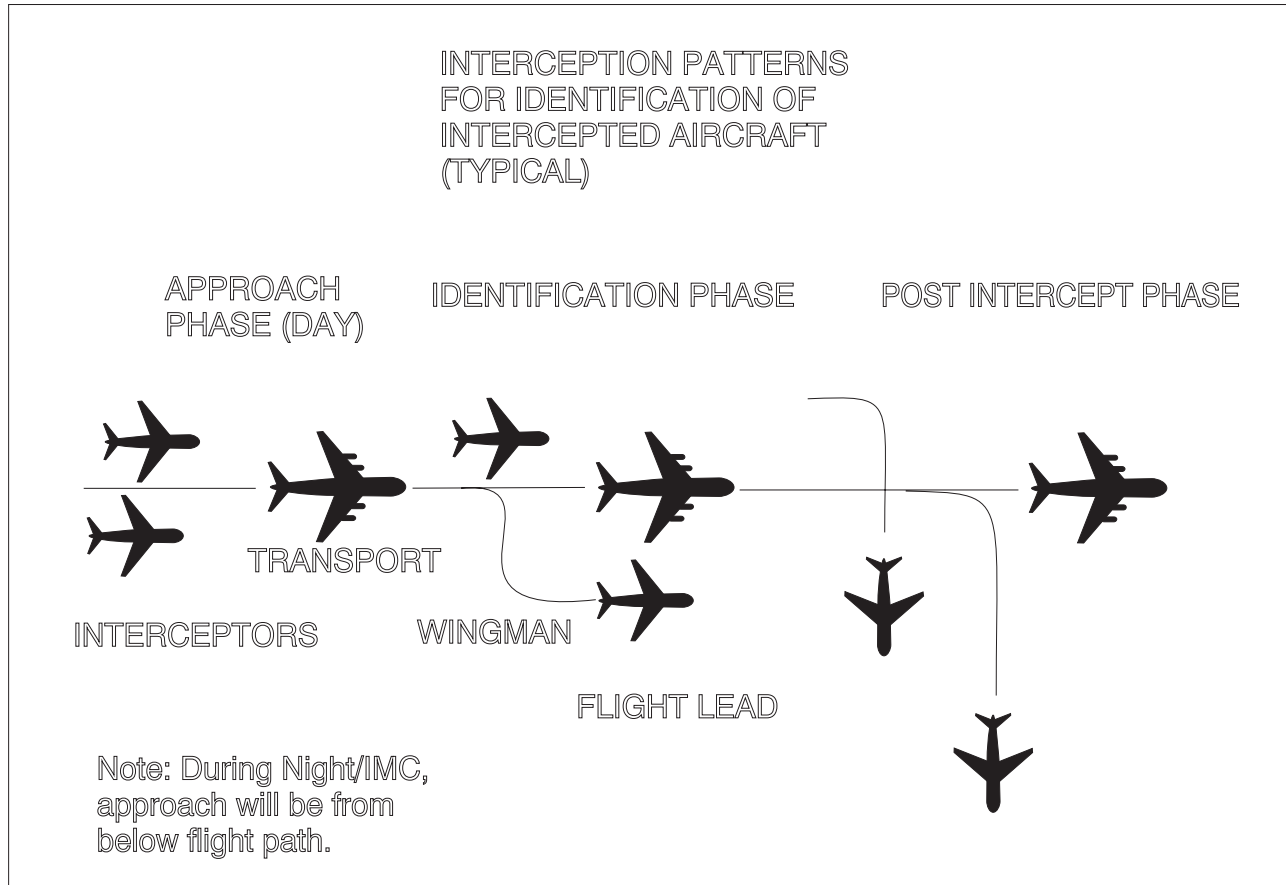 INTERCEPTION PATTERNS
FOR IDENTIFICATION OF
INTERCEPTED AIRCRAFT
(TYPICAL)
APPROACH
PHASE (DAY)
IDENTIFICATION PHASE
POST INTERCEPT PHASE
TRANSPORT
INTERCEPTORS
WINGMAN
FLIGHT LEAD
Note: During Night/IMC,
approach will be from
below flight path.